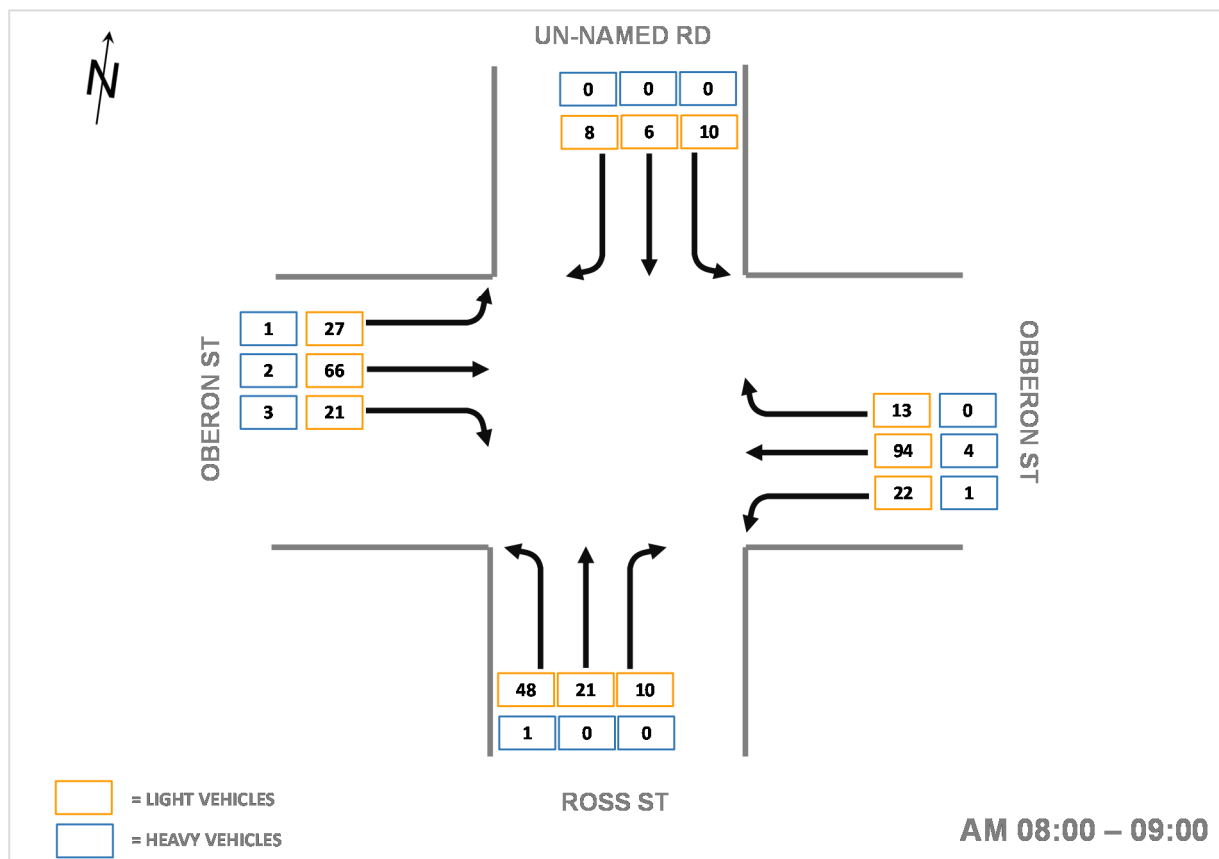 UN-NAMED RD
N
0 0 0
8 6 10
OBERON ST
1 27
2 66
3 21
13 0
94 4
22 1
OBBERON ST
48 21 10
1 0 0
ROSS ST
= LIGHT VEHICLES
= HEAVY VEHICLES
AM 08:00 – 09:00